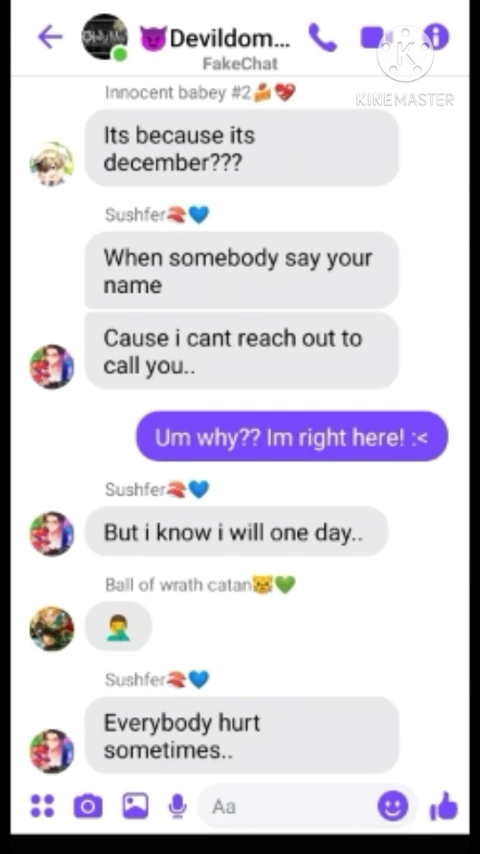 😈Devildom...
FakeChat
KINEMASTER
Innocent babey #2🍰💖
Its because its
december???
Sushfer🍣💙
When somebody say your
name
Cause i cant reach out to
call you..
Um why?? Im right here! :<
Sushfer🍣💙
But i know i will one day..
Ball of wrath catan😼💚
🤦‍♂️
Sushfer🍣💙
Everybody hurt
sometimes..
Aa